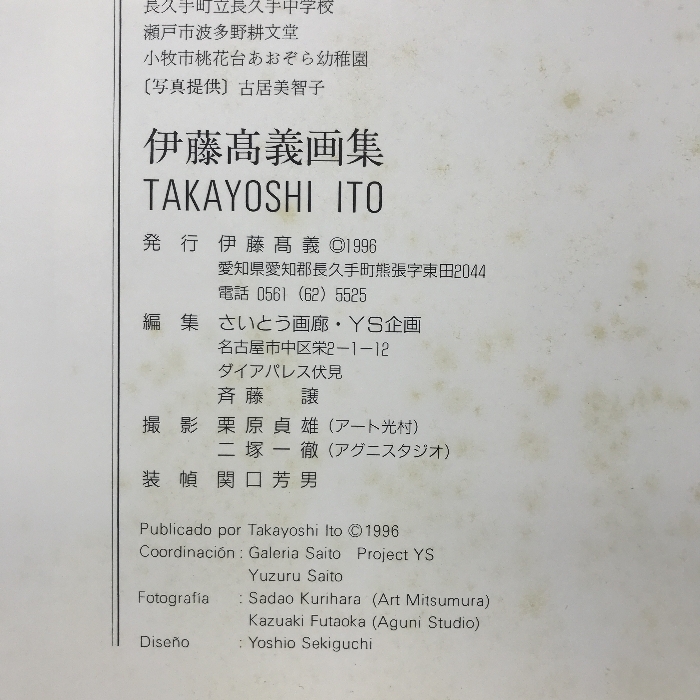 長久手町立長久手中学校
瀬戸市波多野耕文堂
小牧市桃花台あおぞら幼稚園
〔写真提供〕古居美智子
伊藤髙義画集
TAKAYOSHI ITO
発 行 伊藤髙義©1996
愛知県愛知郡長久手町熊張字東田2044
電話 0561 (62) 5525
編 集 さいとう画廊・YS企画
名古屋市中区栄2-1-12
ダイアパレス伏見
斉藤 譲
撮 影 栗原貞雄(アート光村)
二塚一徹(アグニスタジオ)
装 幀 関口芳男
Publicado por Takayoshi Ito ©1996
Coordinación : Galeria Saito Project YS
Yuzuru Saito
Fotografía : Sadao Kurihara (Art Mitsumura)
Kazuaki Futaoka (Aguni Studio)
Diseño : Yoshio Sekiguchi